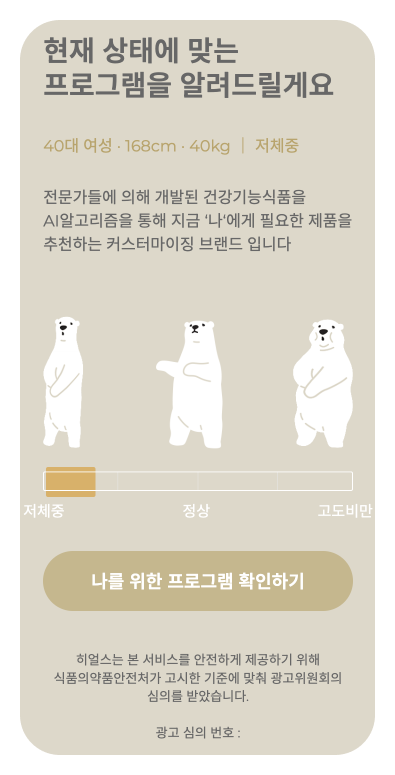 현재 상태에 맞는
프로그램을 알려드릴게요
40대 여성 · 168cm · 40kg | 저체중
전문가들에 의해 개발된 건강기능식품을
AI알고리즘을 통해 지금 '나'에게 필요한 제품을
추천하는 커스터마이징 브랜드 입니다
저체중 정상 고도비만
나를 위한 프로그램 확인하기
히얼스는 본 서비스를 안전하게 제공하기 위해
식품의약품안전처가 고시한 기준에 맞춰 광고위원회의
심의를 받았습니다.
광고 심의 번호 :